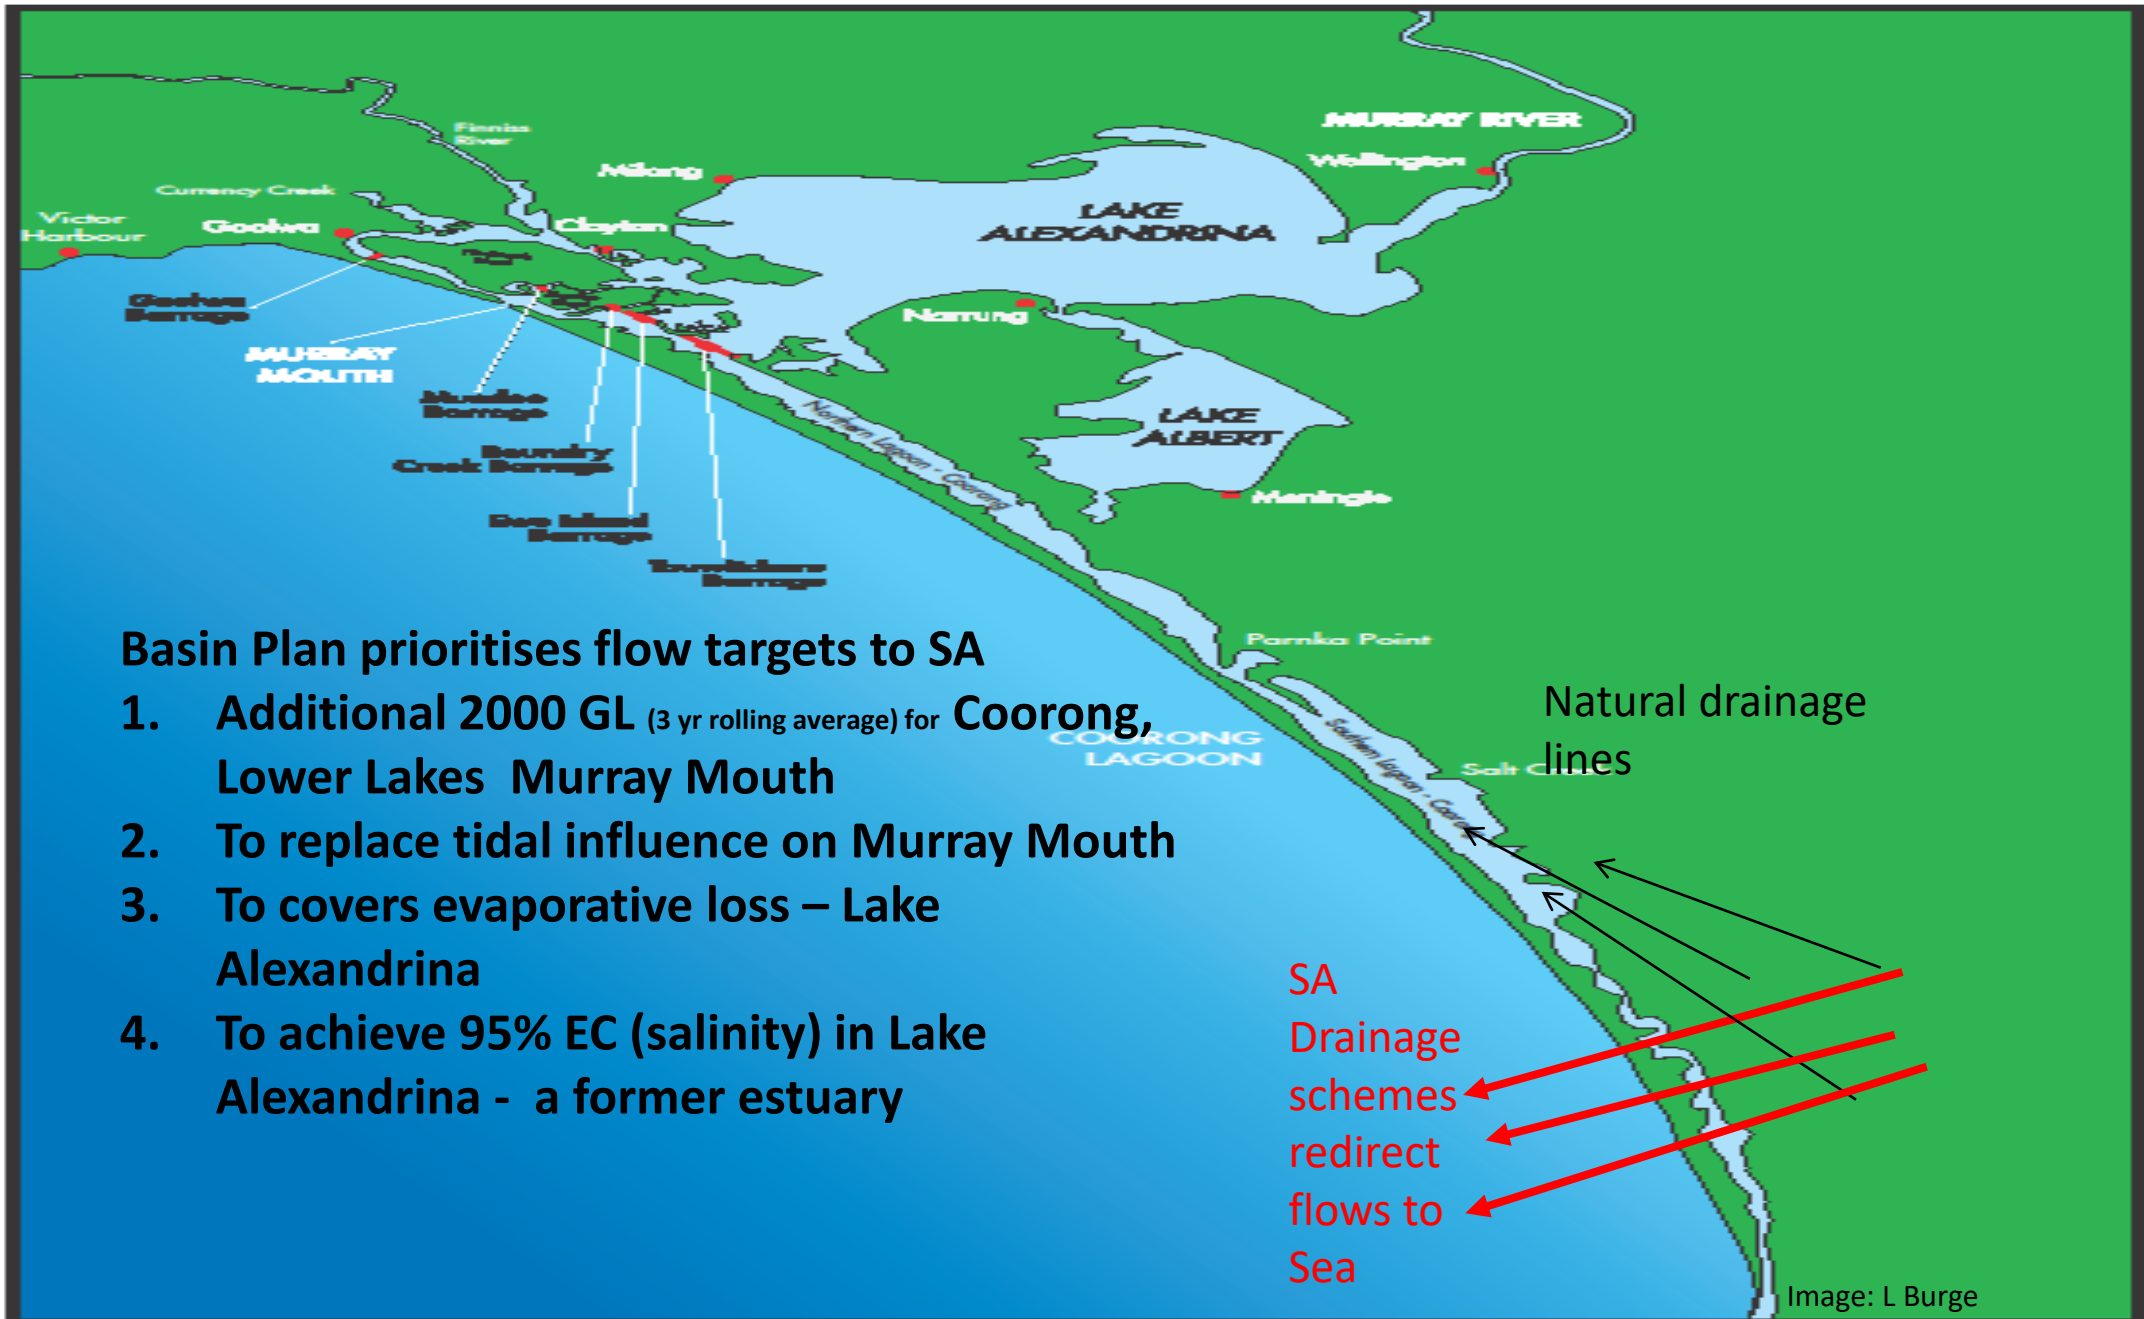 Finniss
River
MURRAY RIVER
Milang
Wellington
Currency Creek
LAKE
ALEXANDRINA
Victor
Harbour
Goolwa
Clayton
Goolwa
Barrage
Narrung
MURRAY
MOUTH
Mundoo
Barrage
Northern Lagoon - Coorong
LAKE
ALBERT
Boundry
Creek Barrage
Meningie
Ewe Island
Barrage
Tauwitchere
Barrage
Parnka Point
Basin Plan prioritises flow targets to SA
1. Additional 2000 GL (3 yr rolling average) for Coorong,
Lower Lakes Murray Mouth
2. To replace tidal influence on Murray Mouth
3. To covers evaporative loss – Lake
Alexandrina
4. To achieve 95% EC (salinity) in Lake
Alexandrina - a former estuary
COORONG
LAGOON
Southern Lagoon - Coorong
Natural drainage
lines
Salt
SA
Drainage
schemes
redirect
flows to
Sea
Image: L Burge